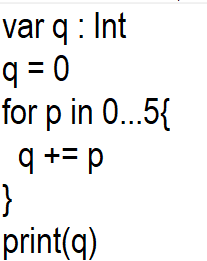 var q : Int
q = 0
for p in 0...5{
q += p
}
print(q)